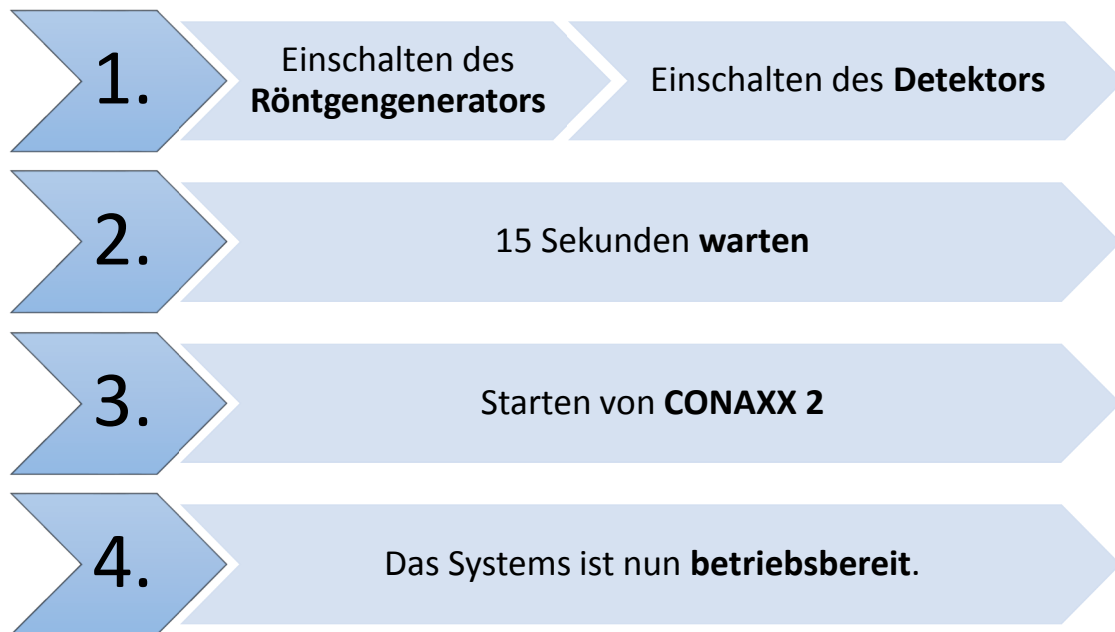 1.
Einschalten des
Röntgengenerators
Einschalten des Detektors
2.
15 Sekunden warten
3.
Starten von CONAXX 2
4.
Das Systems ist nun betriebsbereit.